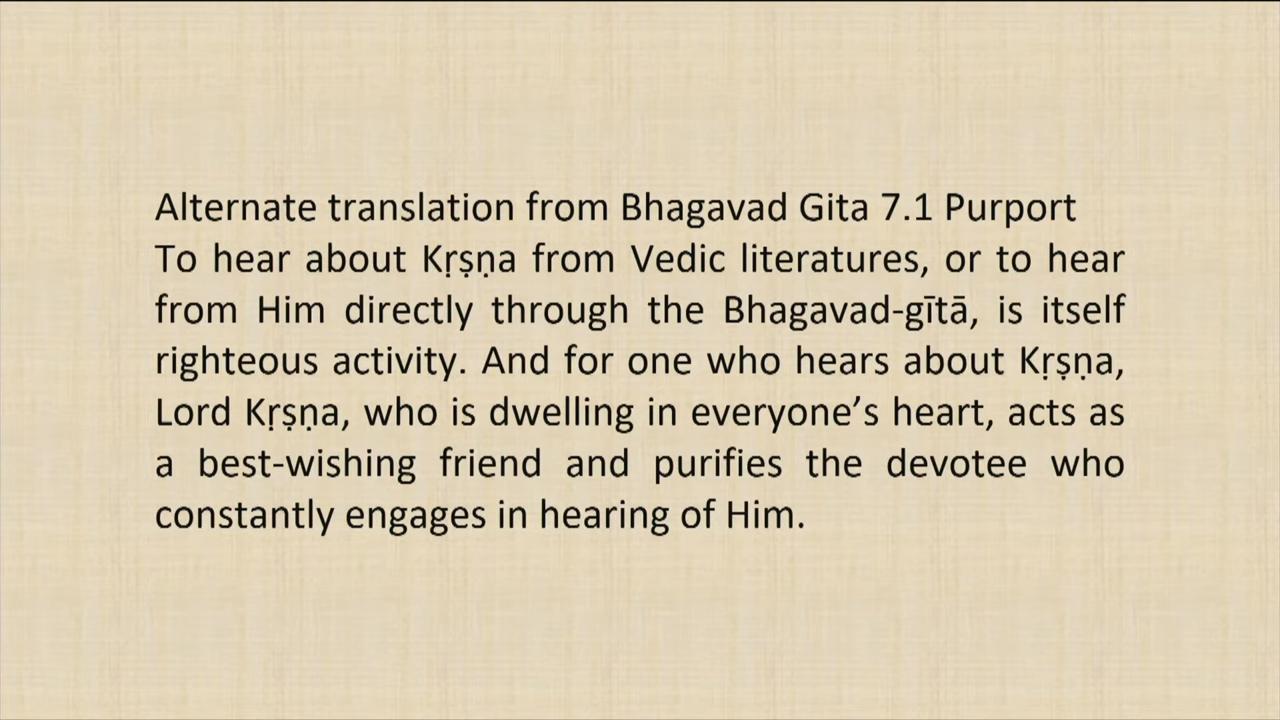 Alternate translation from Bhagavad Gita 7.1 Purport
To hear about Kṛṣṇa from Vedic literatures, or to hear
from Him directly through the Bhagavad-gītā, is itself
righteous activity. And for one who hears about Kṛṣṇa,
Lord Kṛṣṇa, who is dwelling in everyone’s heart, acts as
a best-wishing friend and purifies the devotee who
constantly engages in hearing of Him.